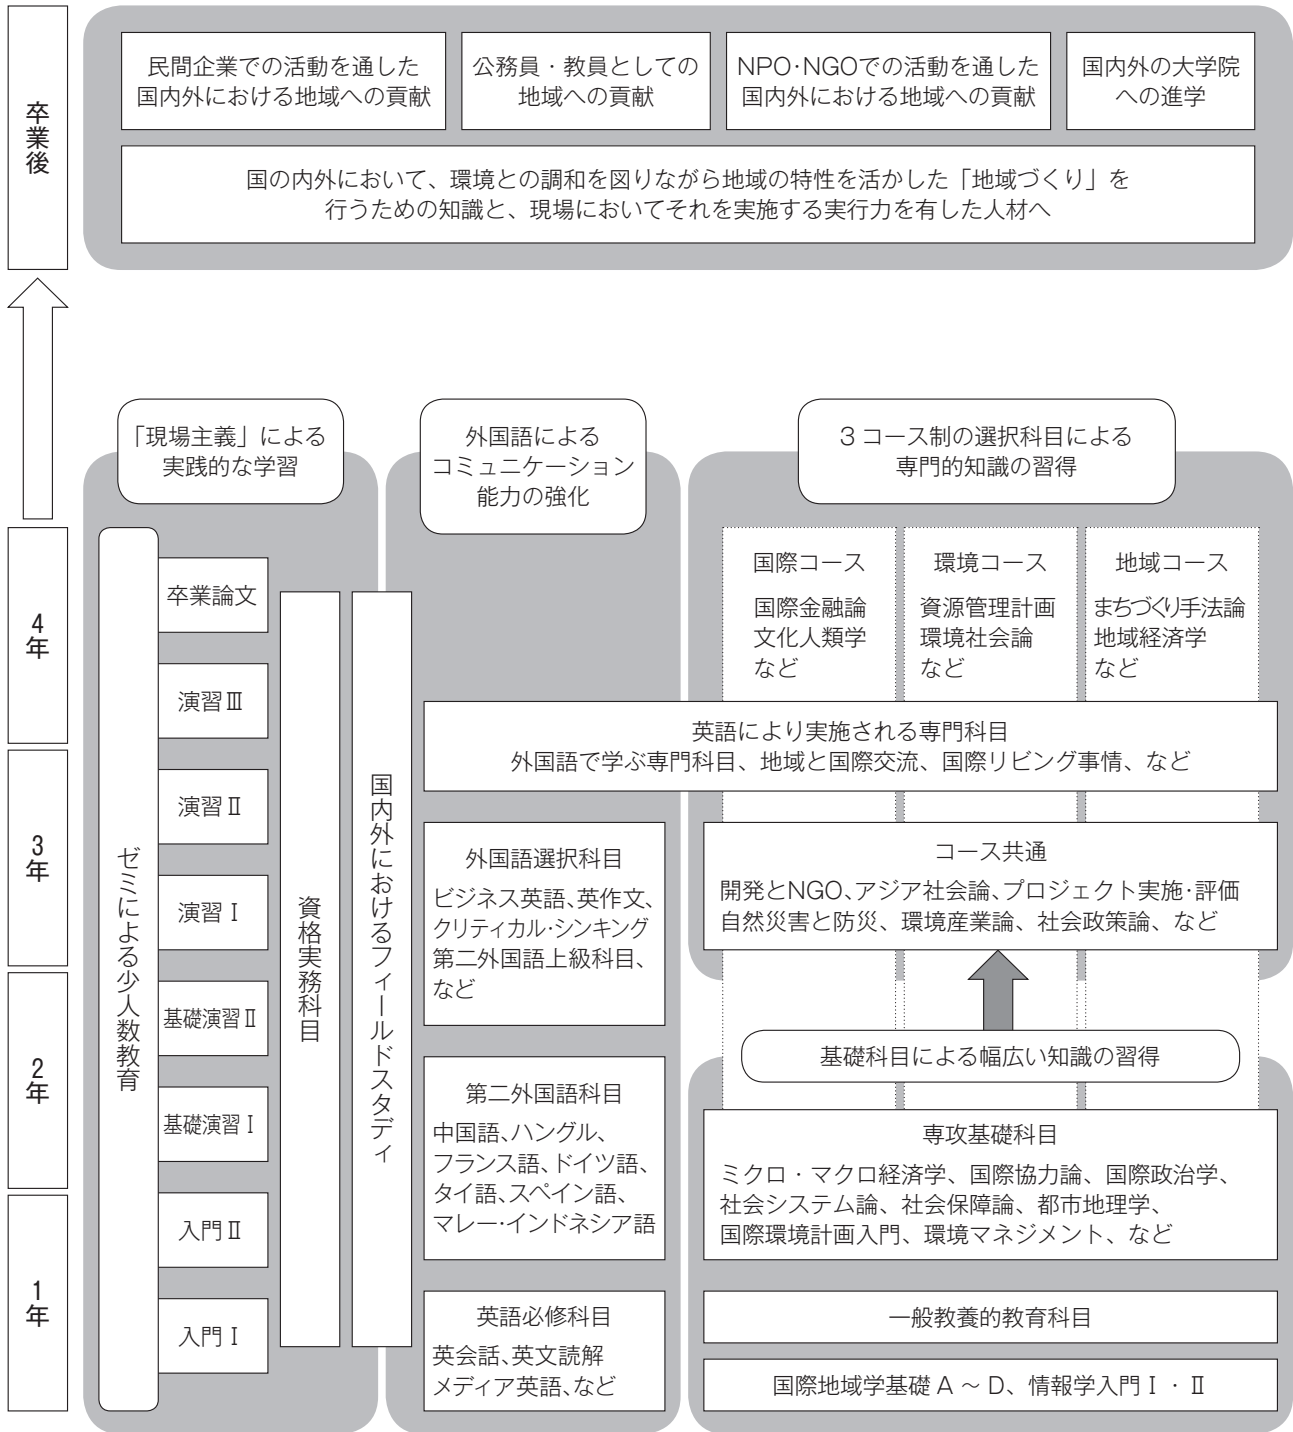 卒業後
民間企業での活動を通した
国内外における地域への貢献
公務員・教員としての
地域への貢献
NPO・NGOでの活動を通した
国内外における地域への貢献
国内外の大学院
への進学
国の内外において、環境との調和を図りながら地域の特性を活かした「地域づくり」を
行うための知識と、現場においてそれを実施する実行力を有した人材へ
4年
3年
2年
1年
「現場主義」による
実践的な学習
ゼミによる少人数教育
卒業論文
演習Ⅲ
演習Ⅱ
演習Ⅰ
基礎演習Ⅱ
基礎演習Ⅰ
入門Ⅱ
入門Ⅰ
資格実務科目
国内外におけるフィールドスタディ
外国語による
コミュニケーション
能力の強化
3コース制の選択科目による
専門的知識の習得
国際コース
国際金融論
文化人類学
など
環境コース
資源管理計画
環境社会論
など
地域コース
まちづくり手法論
地域経済学
など
英語により実施される専門科目
外国語で学ぶ専門科目、地域と国際交流、国際リビング事情、など
外国語選択科目
ビジネス英語、英作文、
クリティカル・シンキング
第二外国語上級科目、
など
コース共通
開発とNGO、アジア社会論、プロジェクト実施・評価
自然災害と防災、環境産業論、社会政策論、など
基礎科目による幅広い知識の習得
第二外国語科目
中国語、ハングル、
フランス語、ドイツ語、
タイ語、スペイン語、
マレー・インドネシア語
専攻基礎科目
ミクロ・マクロ経済学、国際協力論、国際政治学、
社会システム論、社会保障論、都市地理学、
国際環境計画入門、環境マネジメント、など
英語必修科目
英会話、英文読解
メディア英語、など
一般教養的教育科目
国際地域学基礎 A ～ D、情報学入門Ⅰ・Ⅱ